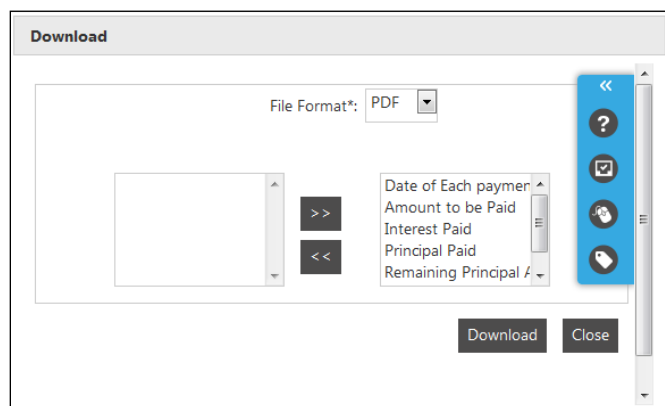 Download
«
File Format*: PDF
?
Date of Each paymen
Amount to be Paid
>>
Interest Paid
<<
Principal Paid
Remaining Principal A
Download Close